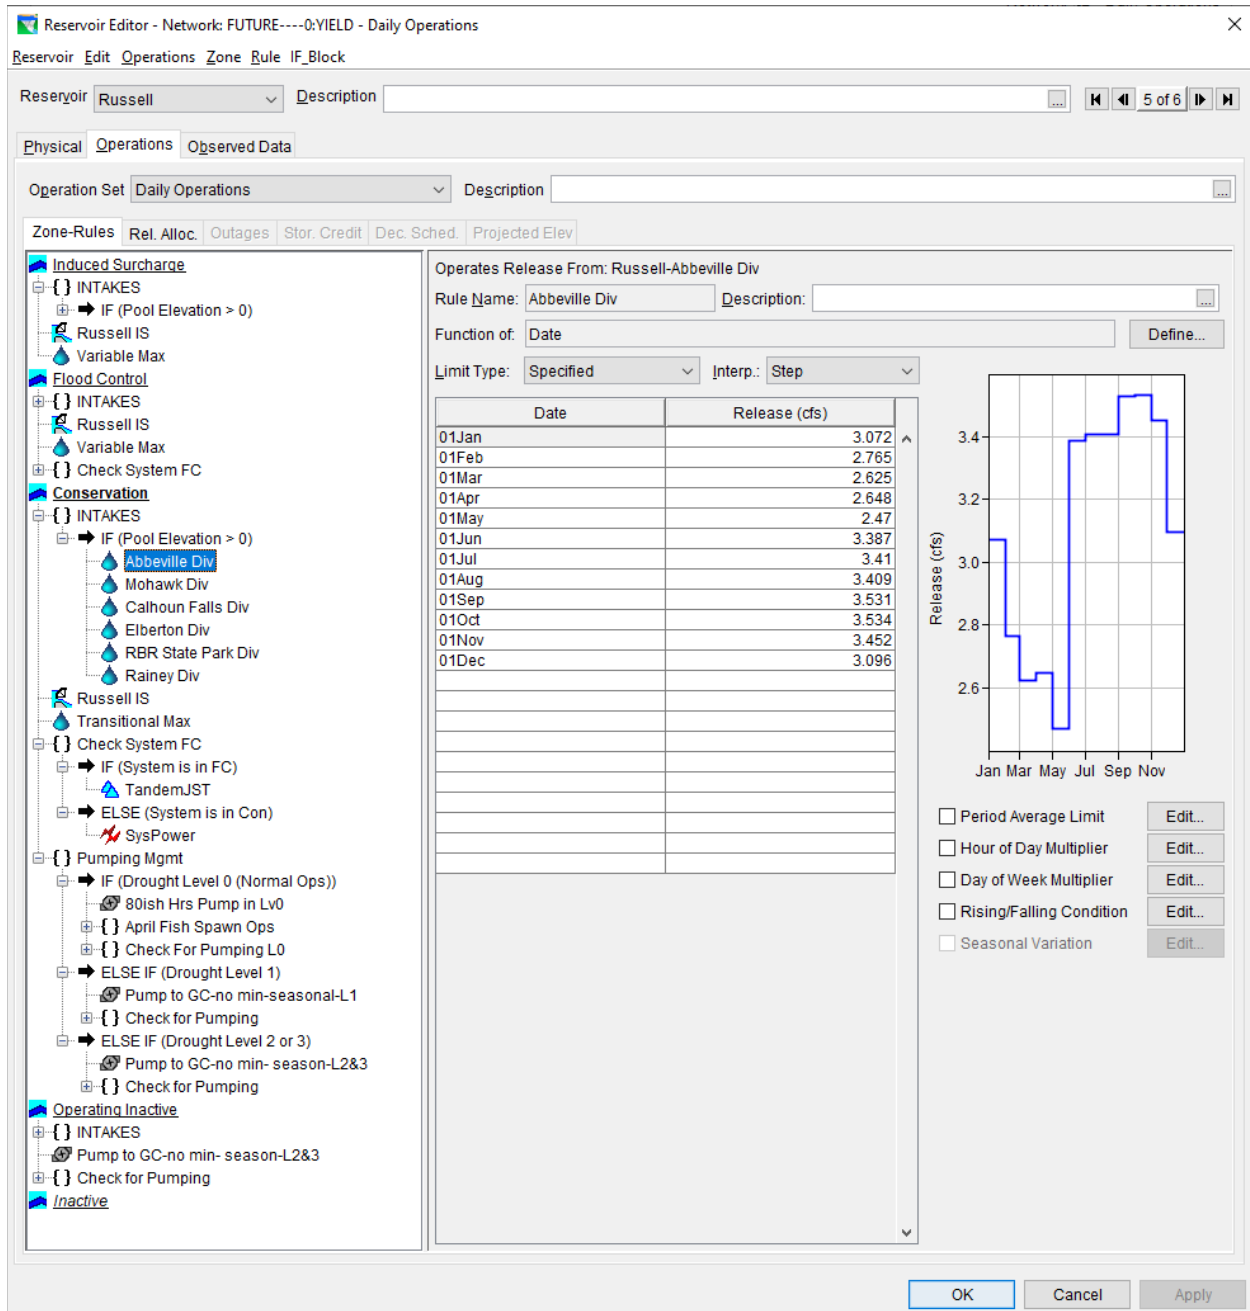 Reservoir Editor - Network: FUTURE----0:YIELD - Daily Operations
Reservoir Edit Operations Zone Rule IF_Block
Reservoir Russell Description ... 5 of 6
Physical Operations Observed Data
Operation Set Daily Operations Description ...
Zone-Rules Rel. Alloc. Outages Stor. Credit Dec. Sched. Projected Elev
Induced Surcharge
{ } INTAKES
IF (Pool Elevation > 0)
Russell IS
Variable Max
Flood Control
{ } INTAKES
Russell IS
Variable Max
{ } Check System FC
Conservation
{ } INTAKES
IF (Pool Elevation > 0)
Abbeville Div
Mohawk Div
Calhoun Falls Div
Elberton Div
RBR State Park Div
Rainey Div
Russell IS
Transitional Max
{ } Check System FC
IF (System is in FC)
TandemJST
ELSE (System is in Con)
SysPower
{ } Pumping Mgmt
IF (Drought Level 0 (Normal Ops))
80ish Hrs Pump in Lv0
{ } April Fish Spawn Ops
{ } Check For Pumping L0
ELSE IF (Drought Level 1)
Pump to GC-no min-seasonal-L1
{ } Check for Pumping
ELSE IF (Drought Level 2 or 3)
Pump to GC-no min- season-L2&3
{ } Check for Pumping
Operating Inactive
{ } INTAKES
Pump to GC-no min- season-L2&3
{ } Check for Pumping
Inactive
Operates Release From: Russell-Abbeville Div
Rule Name: Abbeville Div Description: ...
Function of: Date Define...
Limit Type: Specified Interp.: Step
Date Release (cfs)
01Jan 3.072
01Feb 2.765
01Mar 2.625
01Apr 2.648
01May 2.47
01Jun 3.387
01Jul 3.41
01Aug 3.409
01Sep 3.531
01Oct 3.534
01Nov 3.452
01Dec 3.096
Release (cfs)
3.4
3.2
3.0
2.8
2.6
Jan Mar May Jul Sep Nov
Period Average Limit Edit...
Hour of Day Multiplier Edit...
Day of Week Multiplier Edit...
Rising/Falling Condition Edit...
Seasonal Variation Edit...
OK Cancel Apply